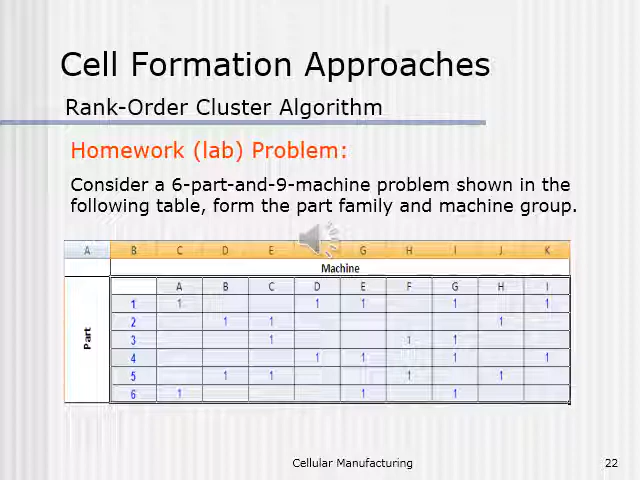 Cell Formation Approaches
Rank-Order Cluster Algorithm
Homework (lab) Problem:
Consider a 6-part-and-9-machine problem shown in the
following table, form the part family and machine group.
A B C D E G H I J K
Machine
A B C D E F G H I
Part
1 1 1 1 1 1
2 1 1 1
3 1 1 1
4 1 1 1 1
5 1 1 1 1
6 1 1 1
Cellular Manufacturing 22